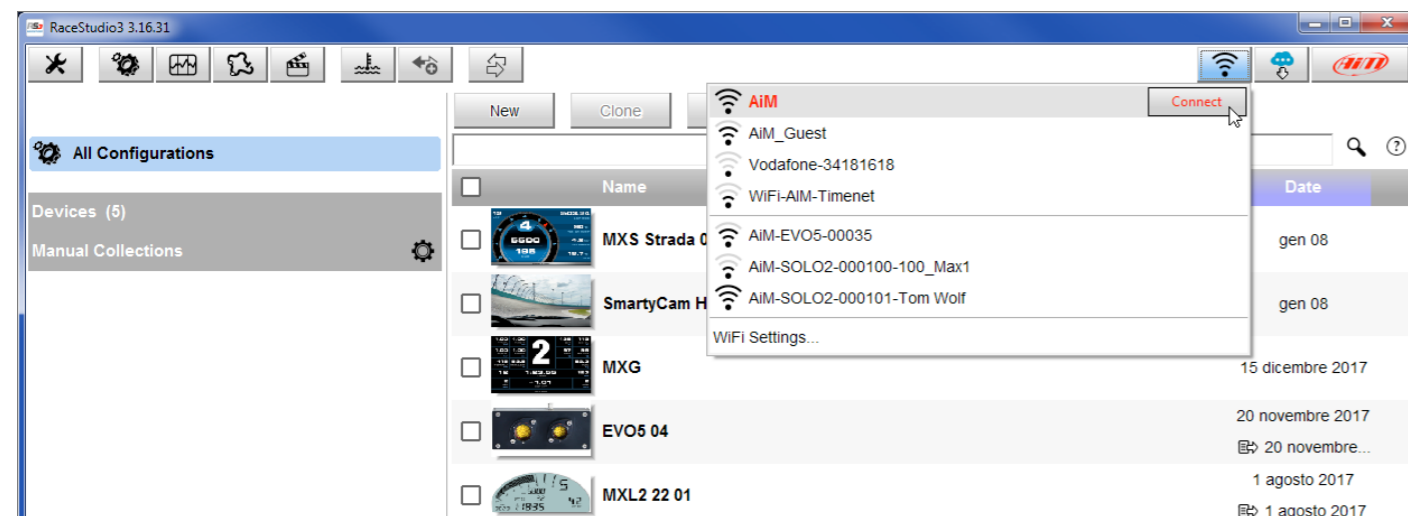 RaceStudio3 3.16.31
AiM
New
Clone
AiM
Connect
AiM_Guest
Vodafone-34181618
WiFi-AIM-Timenet
AiM-EVO5-00035
AiM-SOLO2-000100-100_Max1
AiM-SOLO2-000101-Tom Wolf
WiFi Settings...
All Configurations
Devices (5)
Manual Collections
Name
Date
MXS Strada 0
gen 08
SmartyCam H
gen 08
2
MXG
15 dicembre 2017
EVO5 04
20 novembre 2017
20 novembre...
MXL2 22 01
1 agosto 2017
1 agosto 2017